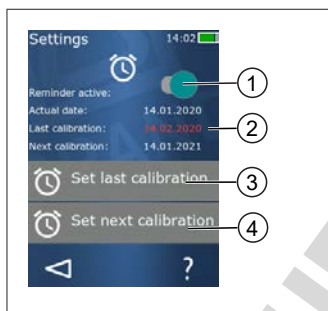 Settings 14:02
Reminder active:
Actual date: 14.01.2020
Last calibration: 14.02.2020
Next calibration: 14.01.2021
Set last calibration
Set next calibration
?
1
2
3
4